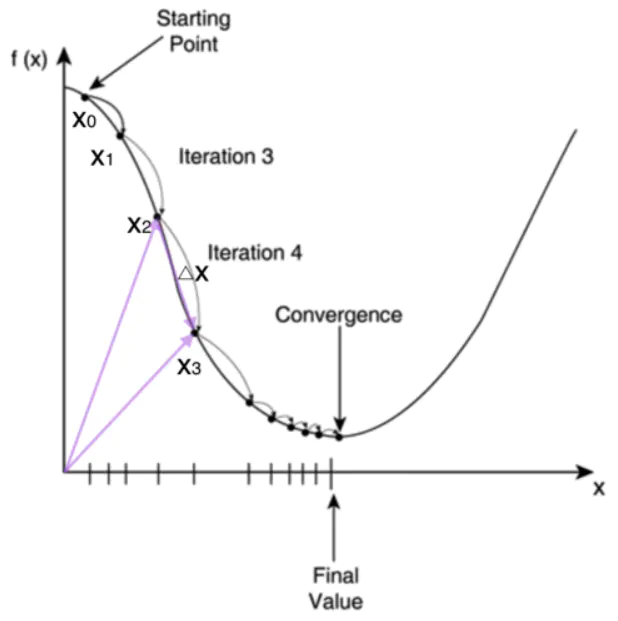 Starting
Point
f (x)
X0
X1
Iteration 3
X2
Iteration 4
△X
Convergence
X3
x
Final
Value